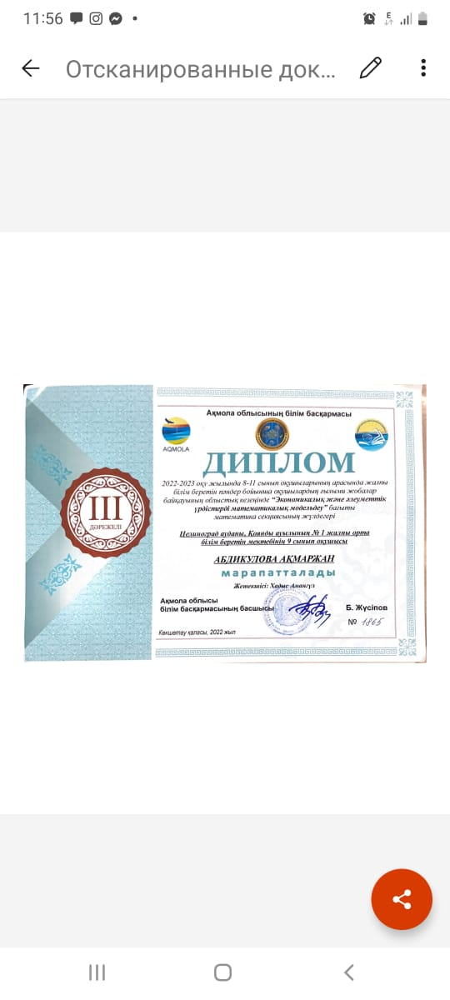 11:56
Отсканированные док...
Ақмола облысының білім басқармасы
AQMOLA
ДИПЛОМ
2022-2023 оқу жылында 8-11 сынып оқушыларының арасында жалпы
білім беретін пәндер бойынша оқушылардың ғылыми жобалар
байқауының облыстық кезеңінде “Экономикалық және әлеуметтік
үрдістерді математикалық модельдеу” бағыты
математика секциясының жүлдегері
III
ДӘРЕЖЕЛІ
Целиноград ауданы, Қоянды ауылының № 1 жалпы орта
білім беретін мектебінің 9 сынып оқушысы
АБДИКУЛОВА АҚМАРЖАН
марапатталады
Жетекшісі: Хадыс Анангүл
Ақмола облысы
білім басқармасының басшысы
Б. Жүсіпов
№ 1865
Көкшетау қаласы, 2022 жыл